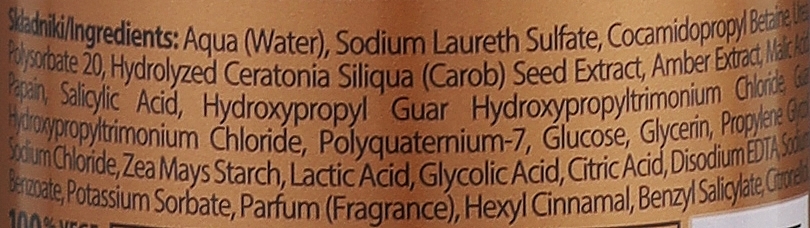 Składniki/Ingredients: Aqua (Water), Sodium Laureth Sulfate, Cocamidopropyl Betaine,
Polysorbate 20, Hydrolyzed Ceratonia Siliqua (Carob) Seed Extract, Amber Extract, Malic
Papain, Salicylic Acid, Hydroxypropyl Guar Hydroxypropyltrimonium Chloride,
Hydroxypropyltrimonium Chloride, Polyquaternium-7, Glucose, Glycerin, Propylene
Sodium Chloride, Zea Mays Starch, Lactic Acid, Glycolic Acid, Citric Acid, Disodium EDTA,
Benzoate, Potassium Sorbate, Parfum (Fragrance), Hexyl Cinnamal, Benzyl Salicylate,
100%